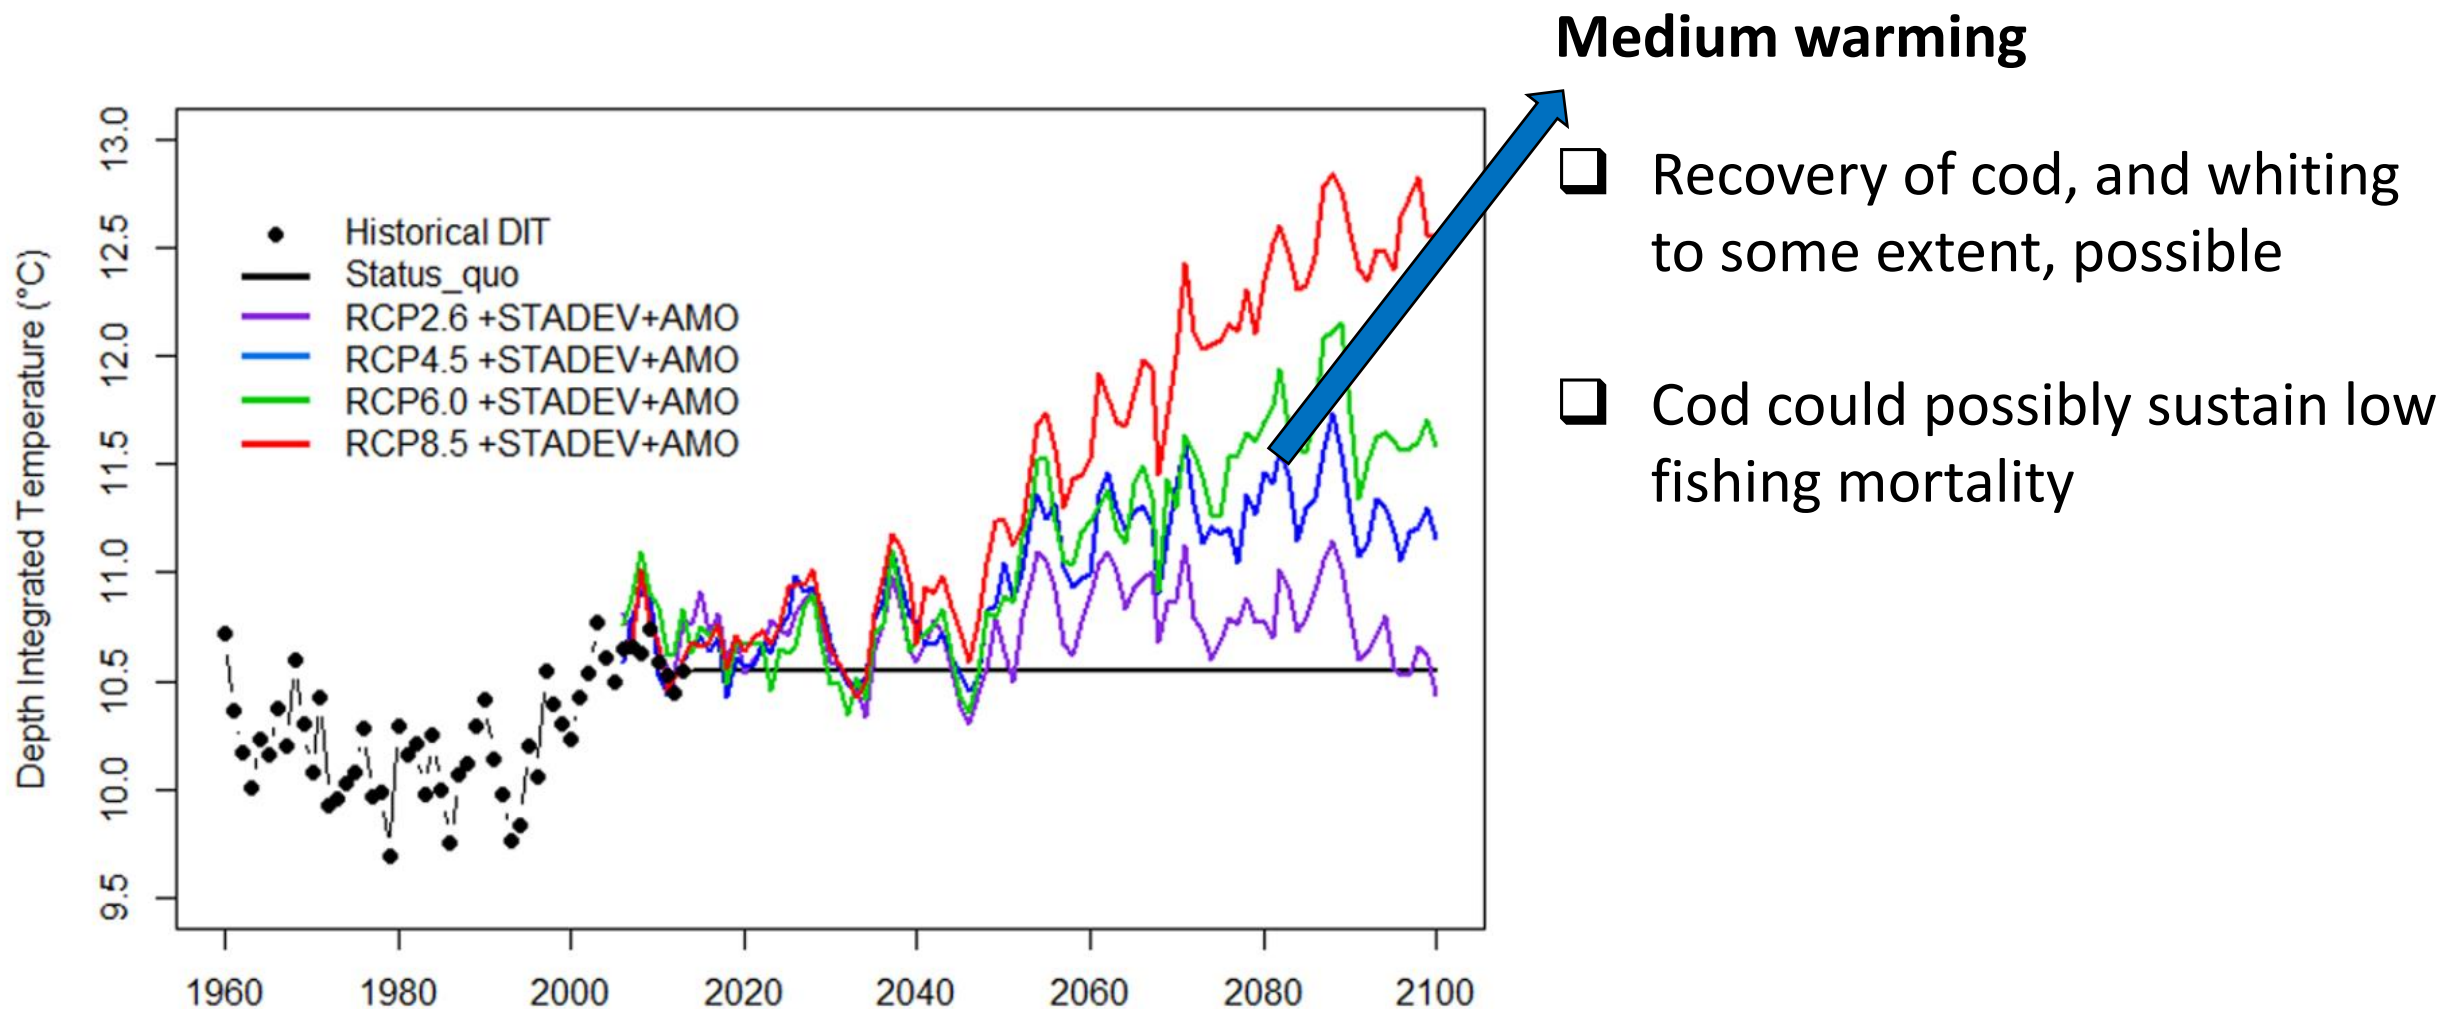 Medium warming
Recovery of cod, and whiting
to some extent, possible
Cod could possibly sustain low
fishing mortality
Depth Integrated Temperature (°C)
13.0
12.5
12.0
11.5
11.0
10.5
10.0
9.5
Historical DIT
Status_quo
RCP2.6 +STADEV+AMO
RCP4.5 +STADEV+AMO
RCP6.0 +STADEV+AMO
RCP8.5 +STADEV+AMO
1960 1980 2000 2020 2040 2060 2080 2100